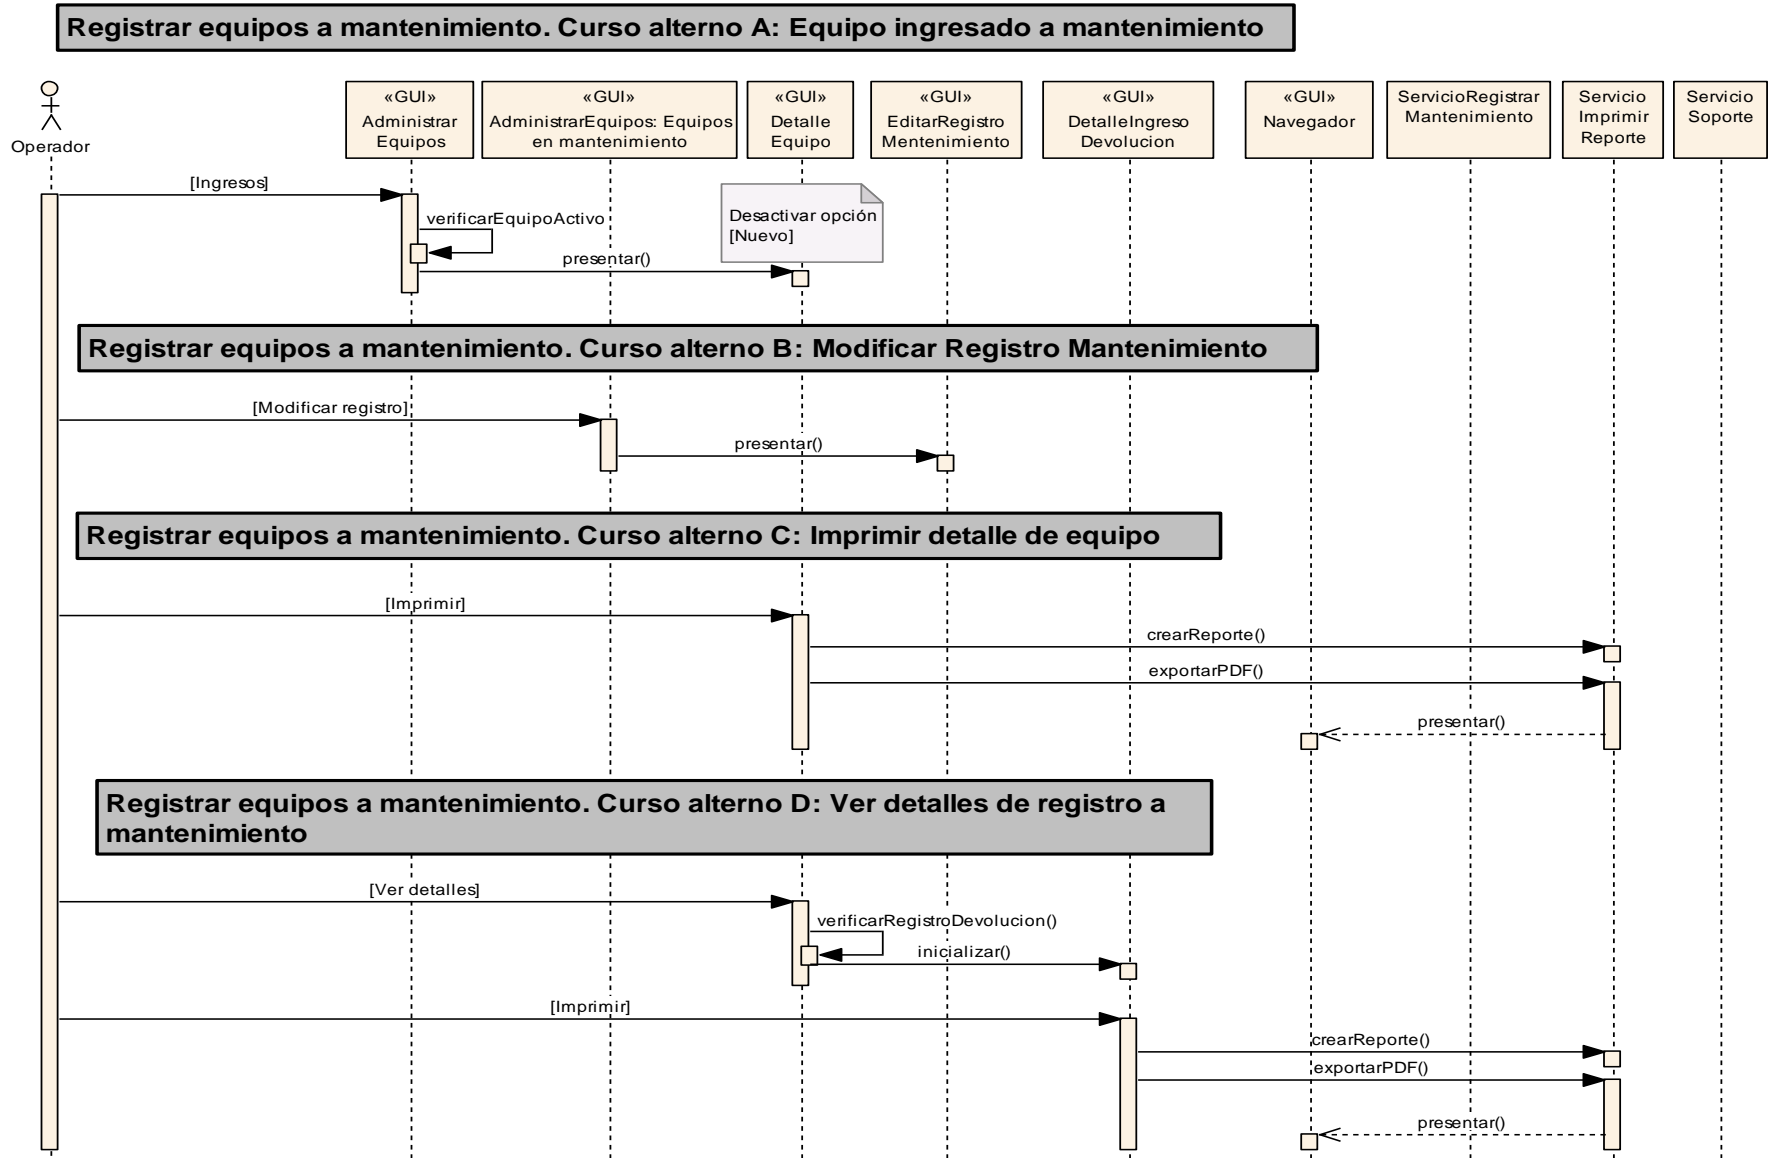 Registrar equipos a mantenimiento. Curso alterno A: Equipo ingresado a mantenimiento
Operador
«GUI»
Administrar
Equipos
«GUI»
AdministrarEquipos: Equipos
en mantenimiento
«GUI»
Detalle
Equipo
«GUI»
EditarRegistro
Mentenimiento
«GUI»
DetalleIngreso
Devolucion
«GUI»
Navegador
ServicioRegistrar
Mantenimiento
Servicio
Imprimir
Reporte
Servicio
Soporte
[Ingresos]
verificarEquipoActivo
Desactivar opción
[Nuevo]
presentar()
Registrar equipos a mantenimiento. Curso alterno B: Modificar Registro Mantenimiento
[Modificar registro]
presentar()
Registrar equipos a mantenimiento. Curso alterno C: Imprimir detalle de equipo
[Imprimir]
crearReporte()
exportarPDF()
presentar()
Registrar equipos a mantenimiento. Curso alterno D: Ver detalles de registro a
mantenimiento
[Ver detalles]
verificarRegistroDevolucion()
inicializar()
[Imprimir]
crearReporte()
exportarPDF()
presentar()